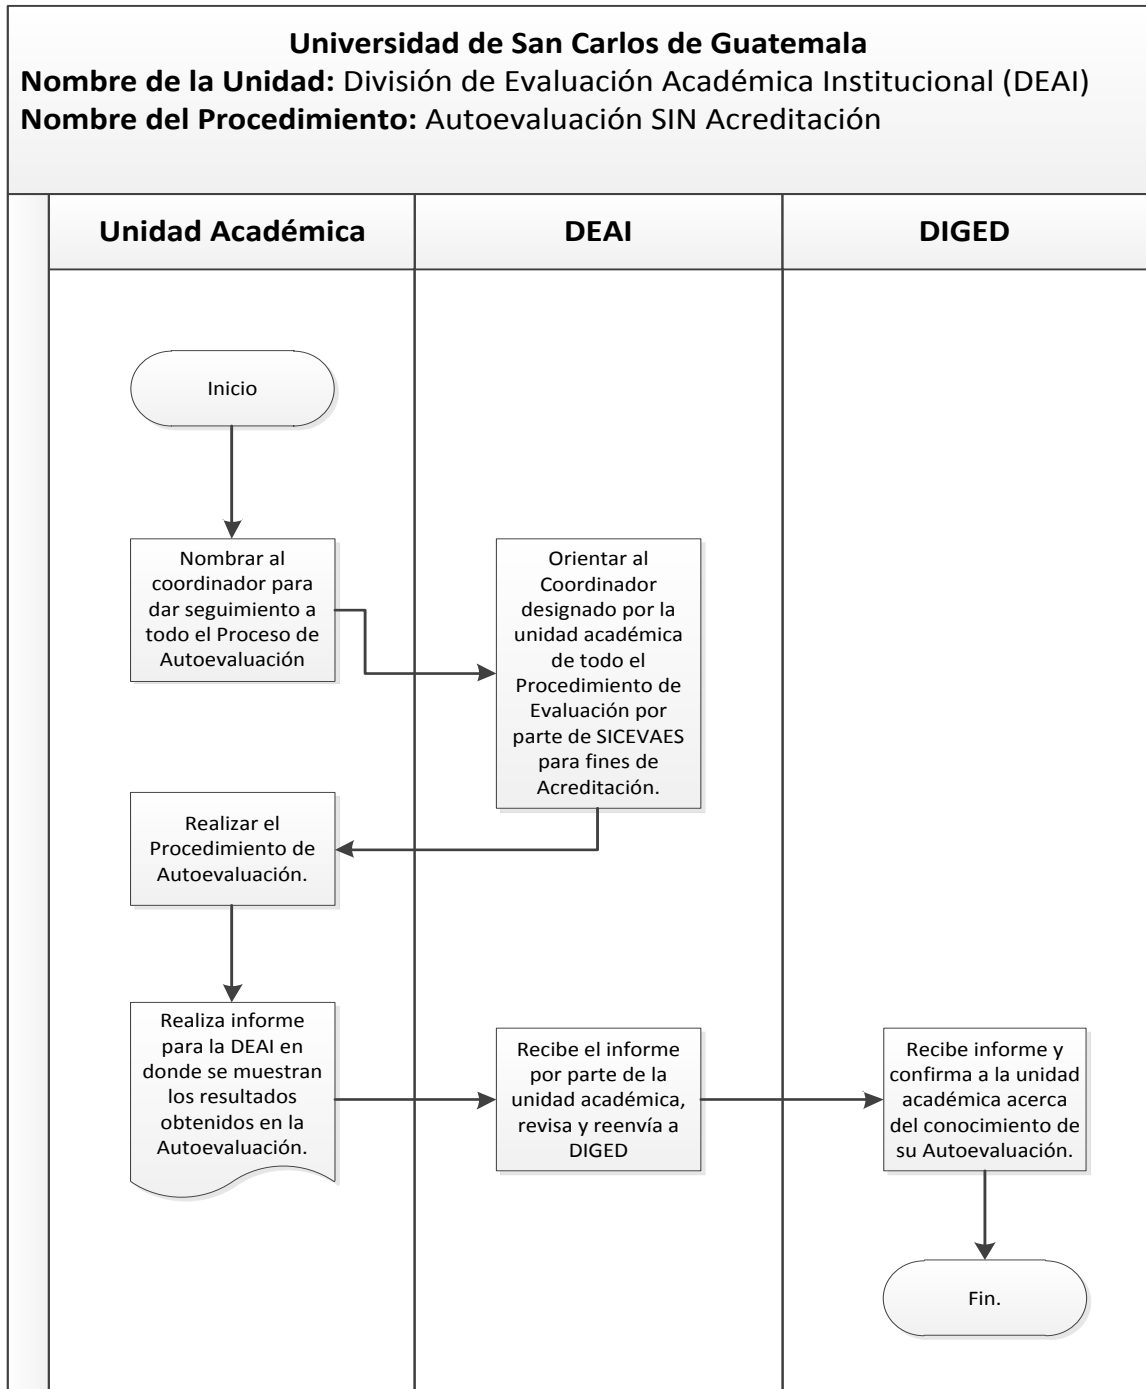 Universidad de San Carlos de Guatemala
Nombre de la Unidad: División de Evaluación Académica Institucional (DEAI)
Nombre del Procedimiento: Autoevaluación SIN Acreditación
Unidad Académica
DEAI
DIGED
Inicio
Nombrar al
coordinador para
dar seguimiento a
todo el Proceso de
Autoevaluación
Orientar al
Coordinador
designado por la
unidad académica
de todo el
Procedimiento de
Evaluación por
parte de SICEVAES
para fines de
Acreditación.
Realizar el
Procedimiento de
Autoevaluación.
Realiza informe
para la DEAI en
donde se muestran
los resultados
obtenidos en la
Autoevaluación.
Recibe el informe
por parte de la
unidad académica,
revisa y reenvía a
DIGED
Recibe informe y
confirma a la unidad
académica acerca
del conocimiento de
su Autoevaluación.
Fin.